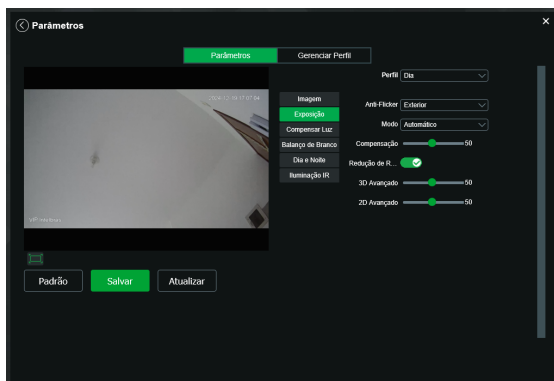 Parâmetros
×
Parâmetros
Gerenciar Perfil
Perfil
Dia
Imagem
Exposição
Compensar Luz
Balanço de Branco
Dia e Noite
Iluminação IR
Anti-Flicker
Exterior
Modo
Automático
Compensação
50
Redução de R...
3D Avançado
50
2D Avançado
50
Padrão
Salvar
Atualizar